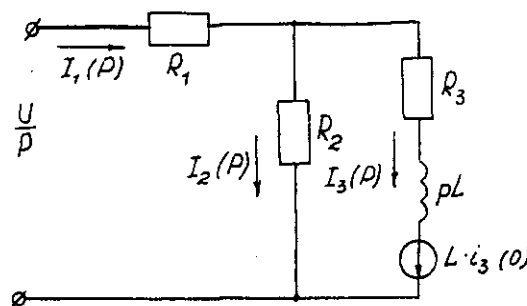 I₁(p)
R₁
U/p
R₂
I₂(p)
R₃
I₃(p)
pL
L·i₃(0)